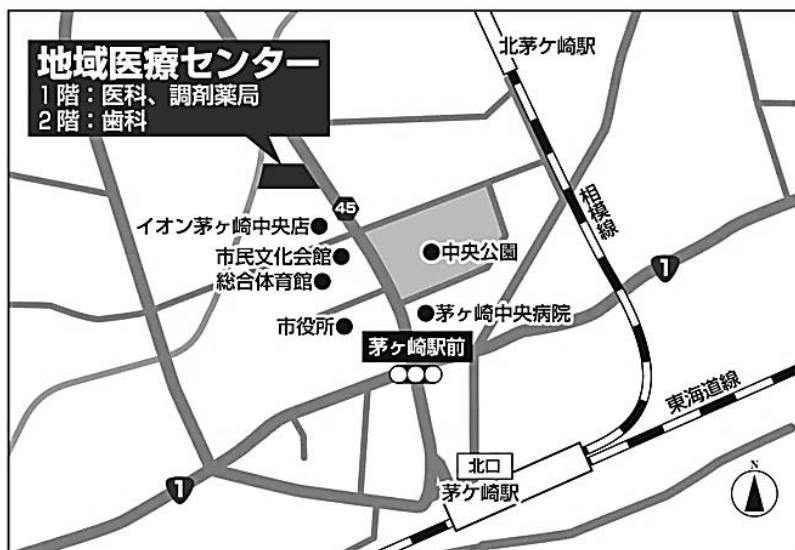 地域医療センター
1階：医科、調剤薬局
2階：歯科
北茅ケ崎駅
相模線
45
イオン茅ヶ崎中央店
市民文化会館
総合体育館
中央公園
1
市役所
茅ヶ崎中央病院
茅ヶ崎駅前
東海道線
北口
茅ケ崎駅
1
N